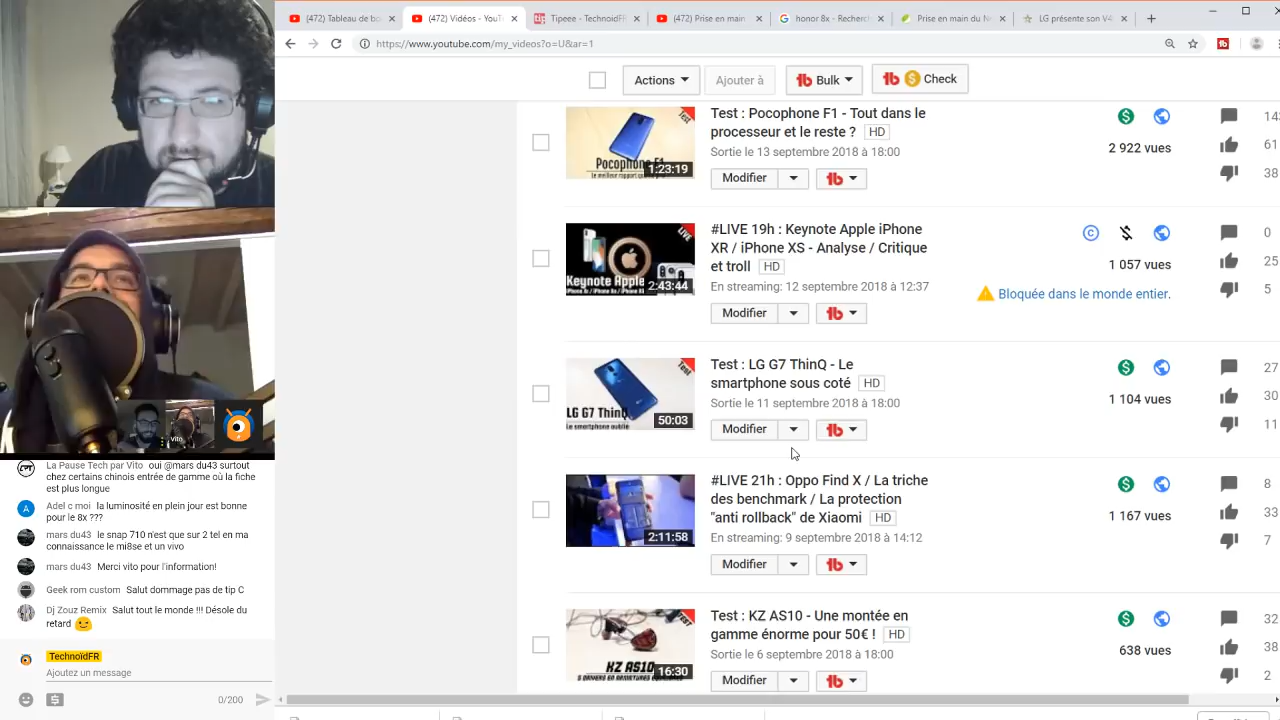 (472) Tableau de bo
(472) Vidéos - YouT
Tipeee - TechnoidFR
(472) Prise en main
honor 8x - Recherc
Prise en main du N
LG présente son V4
https://www.youtube.com/my_videos?o=U&ar=1
Actions
Ajouter à
Bulk
Check
Test : Pocophone F1 - Tout dans le
processeur et le reste ? HD
Sortie le 13 septembre 2018 à 18:00
Modifier
2 922 vues
14
61
38
Test
Pocophone F1
1:23:19
#LIVE 19h : Keynote Apple iPhone
XR / iPhone XS - Analyse / Critique
et troll HD
En streaming: 12 septembre 2018 à 12:37
Modifier
1 057 vues
Bloquée dans le monde entier.
0
25
5
LIVE
Keynote Apple
2:43:44
Test : LG G7 ThinQ - Le
smartphone sous coté HD
Sortie le 11 septembre 2018 à 18:00
Modifier
1 104 vues
27
30
11
Test
LG G7 ThinQ
Le smartphone oublié
50:03
#LIVE 21h : Oppo Find X / La triche
des benchmark / La protection
"anti rollback" de Xiaomi HD
En streaming: 9 septembre 2018 à 14:12
Modifier
1 167 vues
8
33
7
2:11:58
Test : KZ AS10 - Une montée en
gamme énorme pour 50€ ! HD
Sortie le 6 septembre 2018 à 18:00
Modifier
638 vues
32
38
2
Test
KZ AS10
16:30
Vito
La Pause Tech par Vito oui @mars du43 surtout
chez certains chinois entrée de gamme où la fiche
est plus longue
Adel c moi la luminosité en plein jour est bonne
pour le 8x ???
mars du43 le snap 710 n'est que sur 2 tel en ma
connaissance le mi8se et un vivo
mars du43 Merci vito pour l'information!
Geek rom custom Salut dommage pas de tip C
Dj Zouz Remix Salut tout le monde !!! Désole du
retard
TechnoïdFR
Ajoutez un message
0/200